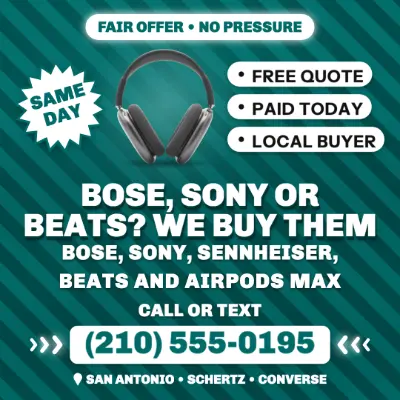 FAIR OFFER • NO PRESSURE
SAME
DAY
• FREE QUOTE
• PAID TODAY
• LOCAL BUYER
BOSE, SONY OR
BEATS? WE BUY THEM
BOSE, SONY, SENNHEISER,
BEATS AND AIRPODS MAX
CALL OR TEXT
››› (210) 555-0195 ‹‹‹
SAN ANTONIO • SCHERTZ • CONVERSE